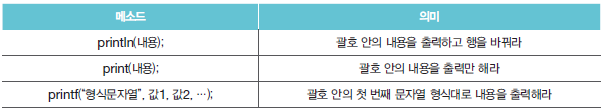 메소드 의미
println(내용); 괄호 안의 내용을 출력하고 행을 바꿔라
print(내용); 괄호 안의 내용을 출력만 해라
printf("형식문자열", 값1, 값2, …); 괄호 안의 첫 번째 문자열 형식대로 내용을 출력해라